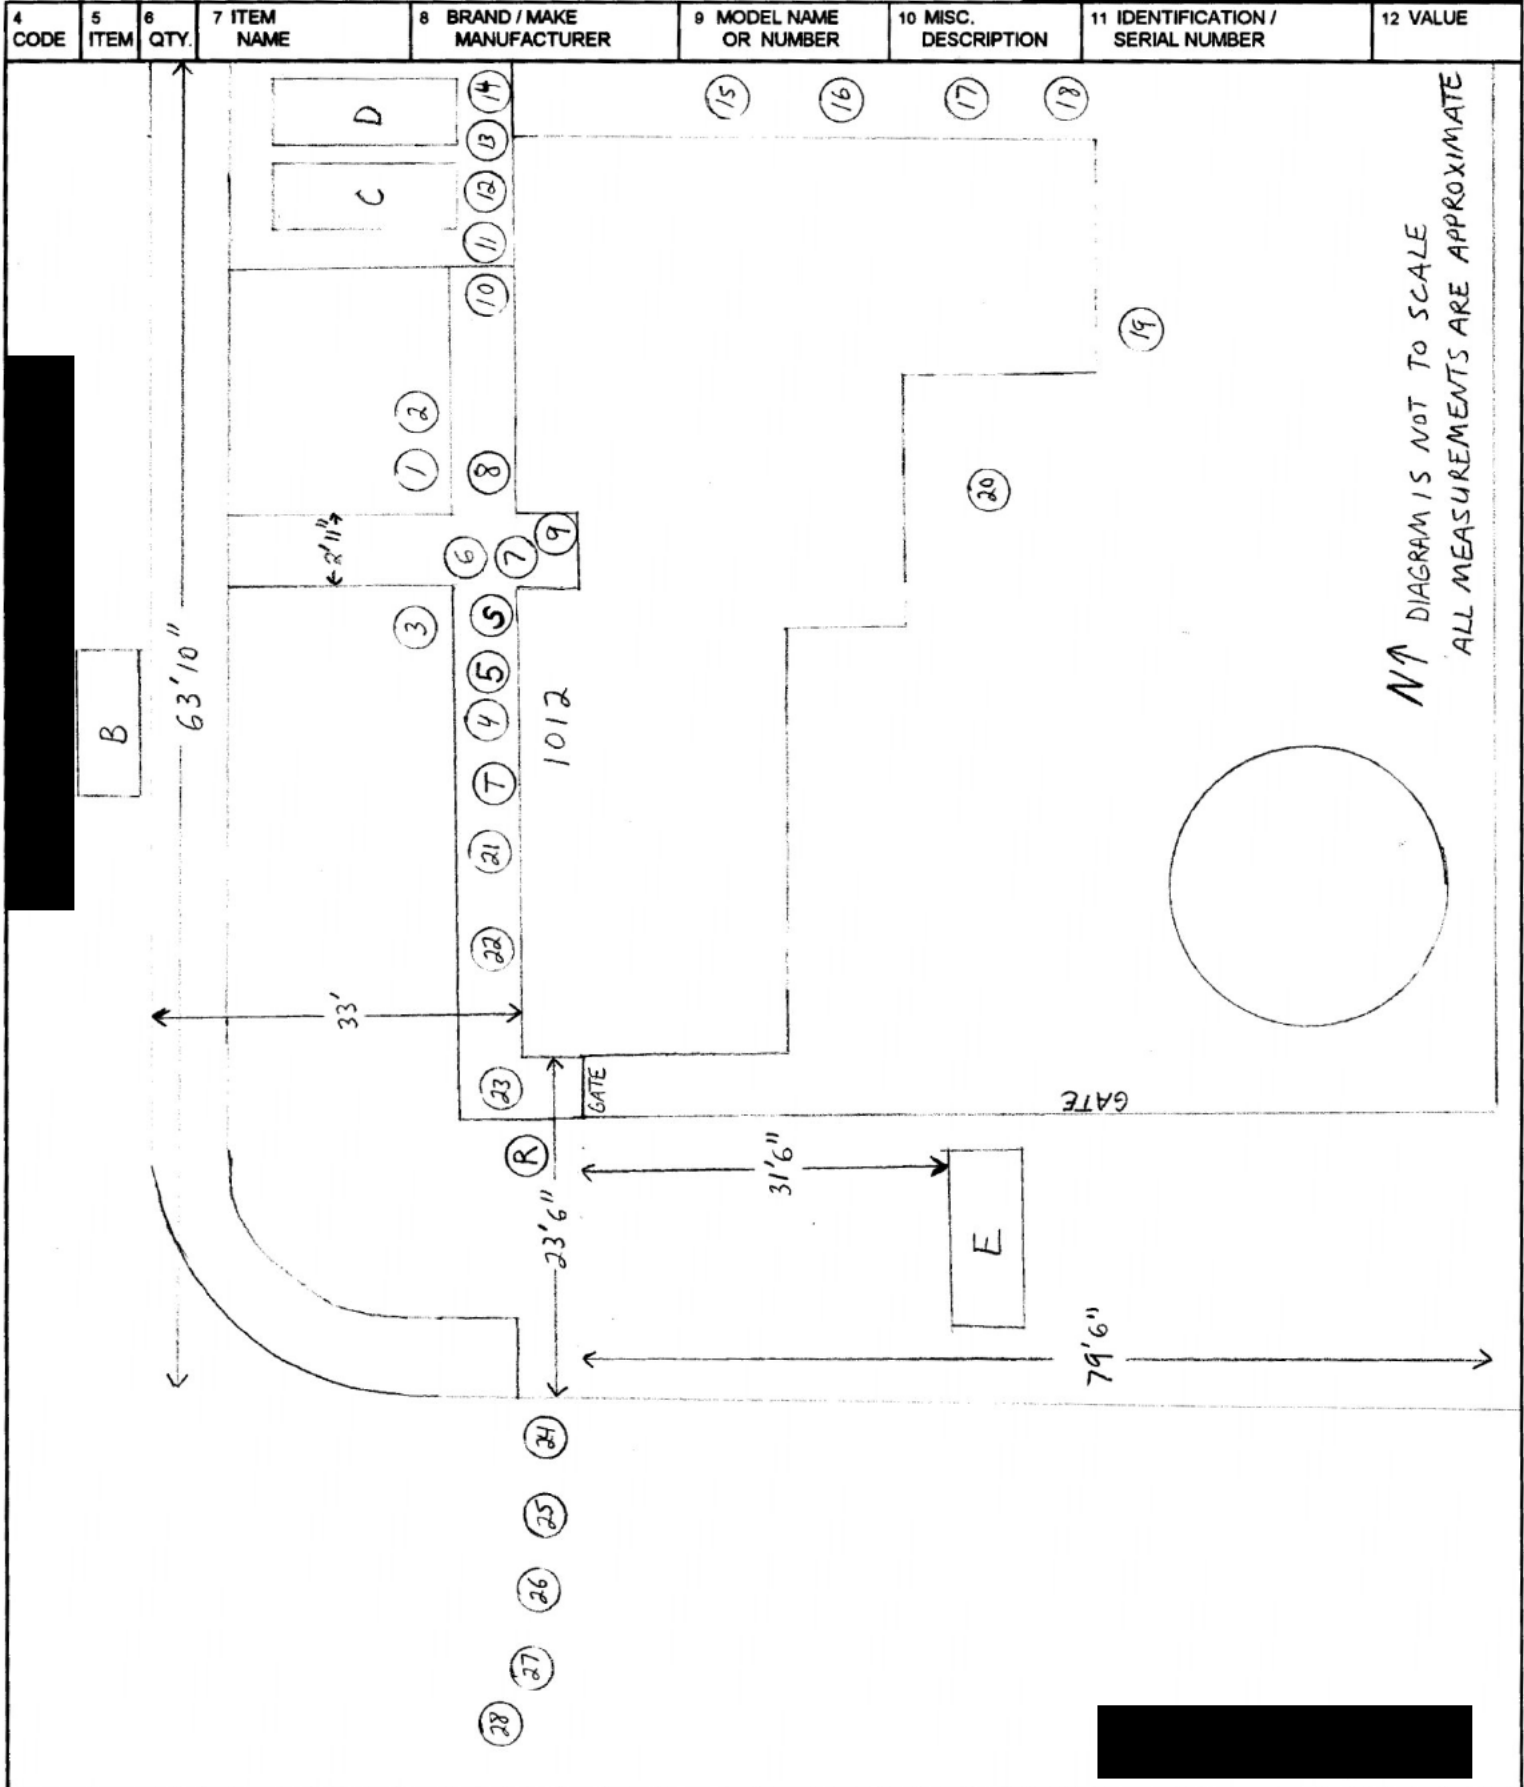 4 CODE
5 ITEM
6 QTY.
7 ITEM NAME
8 BRAND / MAKE MANUFACTURER
9 MODEL NAME OR NUMBER
10 MISC. DESCRIPTION
11 IDENTIFICATION / SERIAL NUMBER
12 VALUE
D
C
14
13
12
11
10
15
16
17
18
19
20
2
1
8
2'11"
6
7
9
3
S
5
4
T
21
22
23
1012
B
63'10"
33'
GATE
GATE
R
23'6"
31'6"
E
79'6"
24
25
26
27
28
N↑
DIAGRAM IS NOT TO SCALE
ALL MEASUREMENTS ARE APPROXIMATE